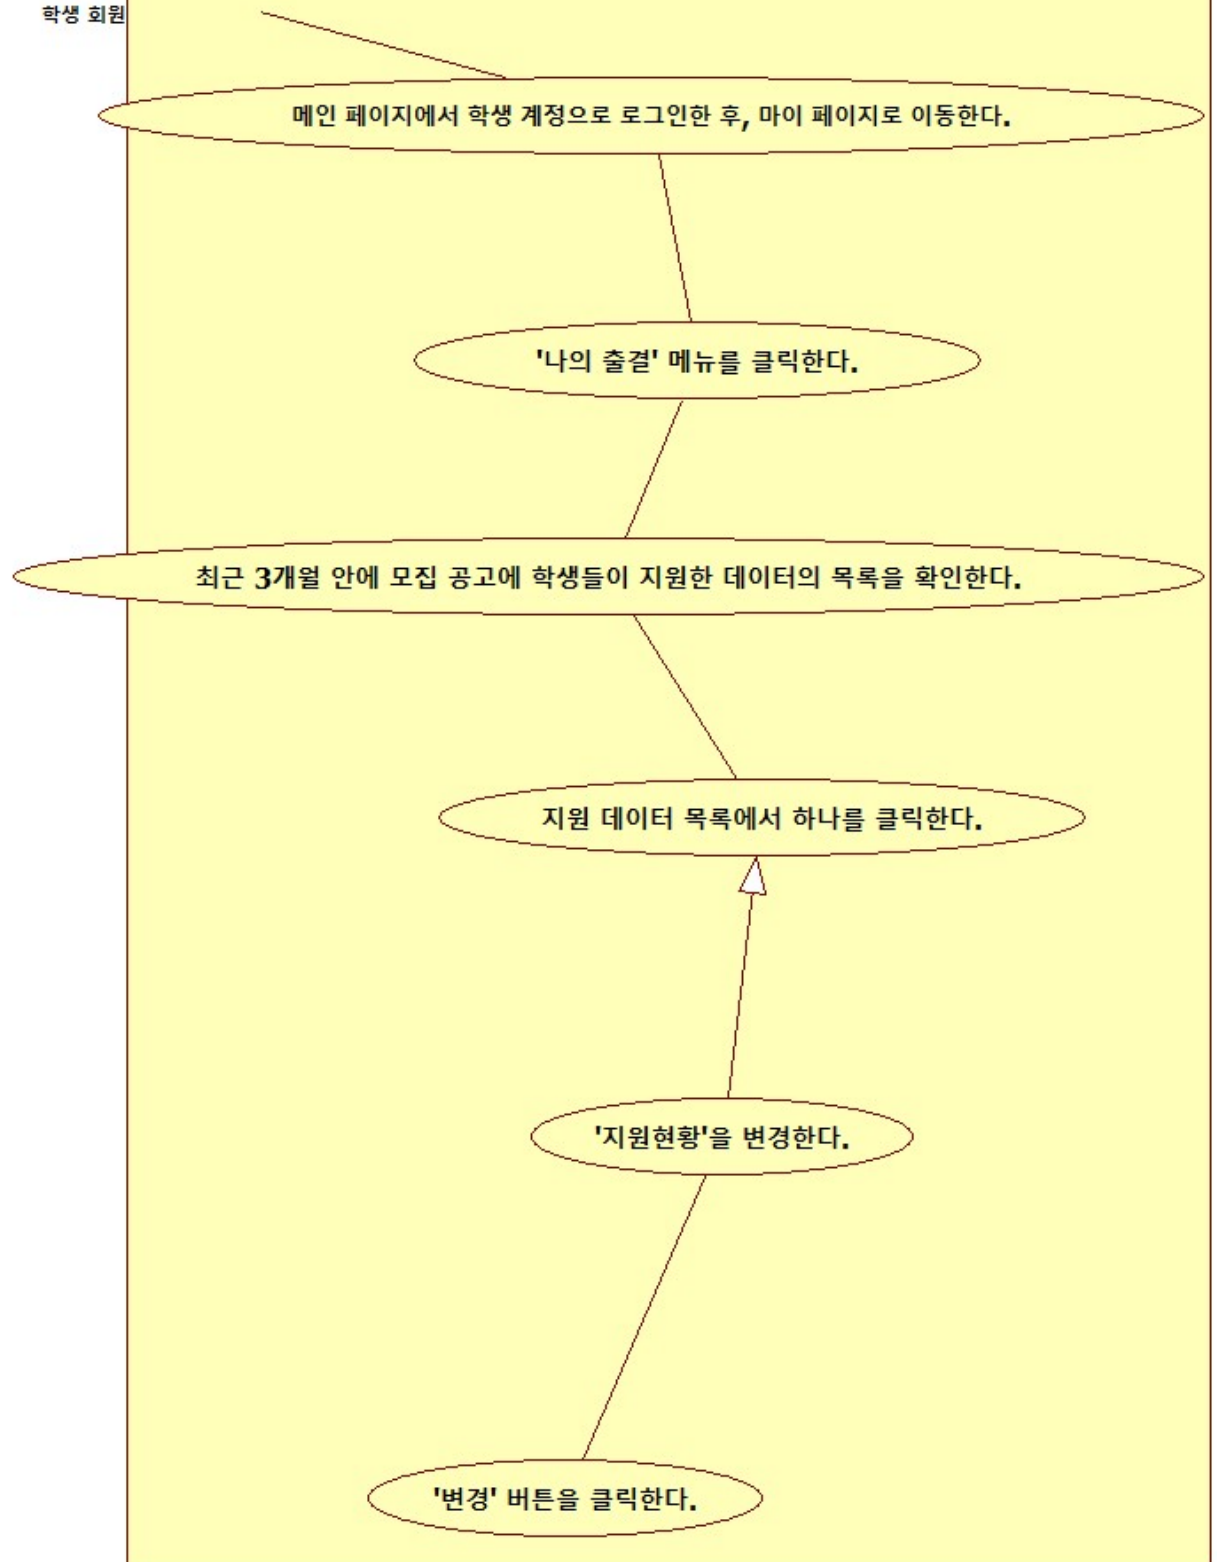 학생 회원
메인 페이지에서 학생 계정으로 로그인한 후, 마이 페이지로 이동한다.
'나의 출결' 메뉴를 클릭한다.
최근 3개월 안에 모집 공고에 학생들이 지원한 데이터의 목록을 확인한다.
지원 데이터 목록에서 하나를 클릭한다.
'지원현황'을 변경한다.
'변경' 버튼을 클릭한다.